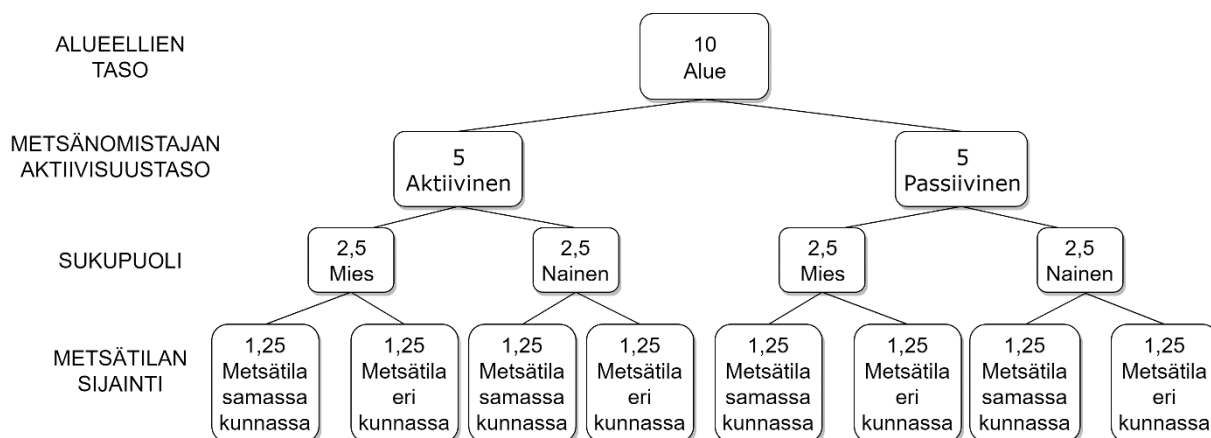 ALUEELLIEN
TASO
10
Alue
METSÄNOMISTAJAN
AKTIIVISUUSTASO
5
Aktiivinen
5
Passiivinen
SUKUPUOLI
2,5
Mies
2,5
Nainen
2,5
Mies
2,5
Nainen
METSÄTILAN
SIJAINTI
1,25
Metsätila
samassa
kunnassa
1,25
Metsätila
eri
kunnassa
1,25
Metsätila
samassa
kunnassa
1,25
Metsätila
eri
kunnassa
1,25
Metsätila
samassa
kunnassa
1,25
Metsätila
eri
kunnassa
1,25
Metsätila
samassa
kunnassa
1,25
Metsätila
eri
kunnassa